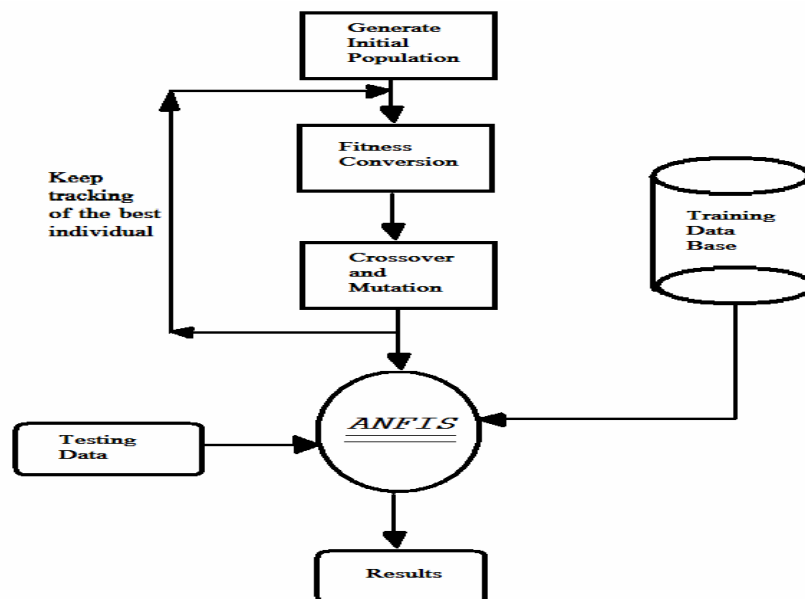 Generate
Initial
Population
Fitness
Conversion
Keep
tracking
of the best
individual
Crossover
and
Mutation
Training
Data
Base
ANFIS
Testing
Data
Results